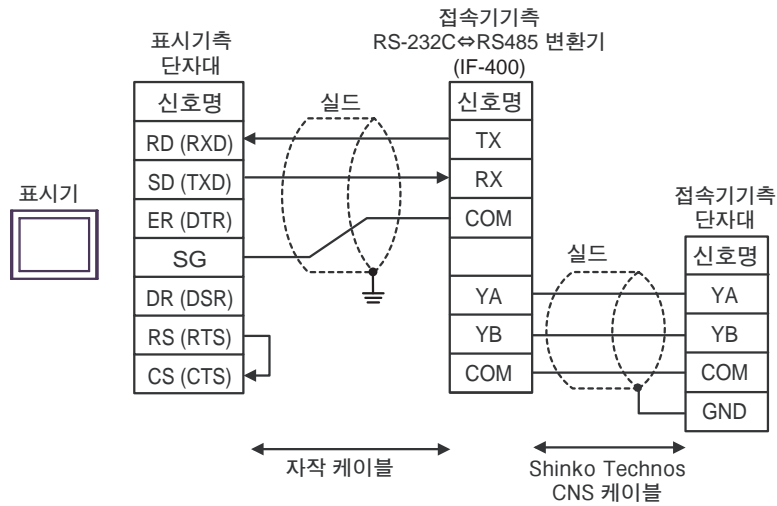 접속기기측
RS-232C⇔RS485 변환기
(IF-400)
표시기측
단자대
신호명
실드
신호명
RD (RXD)
TX
SD (TXD)
RX
표시기
ER (DTR)
COM
접속기기측
단자대
SG
실드
신호명
DR (DSR)
YA
YA
RS (RTS)
YB
YB
CS (CTS)
COM
COM
GND
자작 케이블
Shinko Technos
CNS 케이블